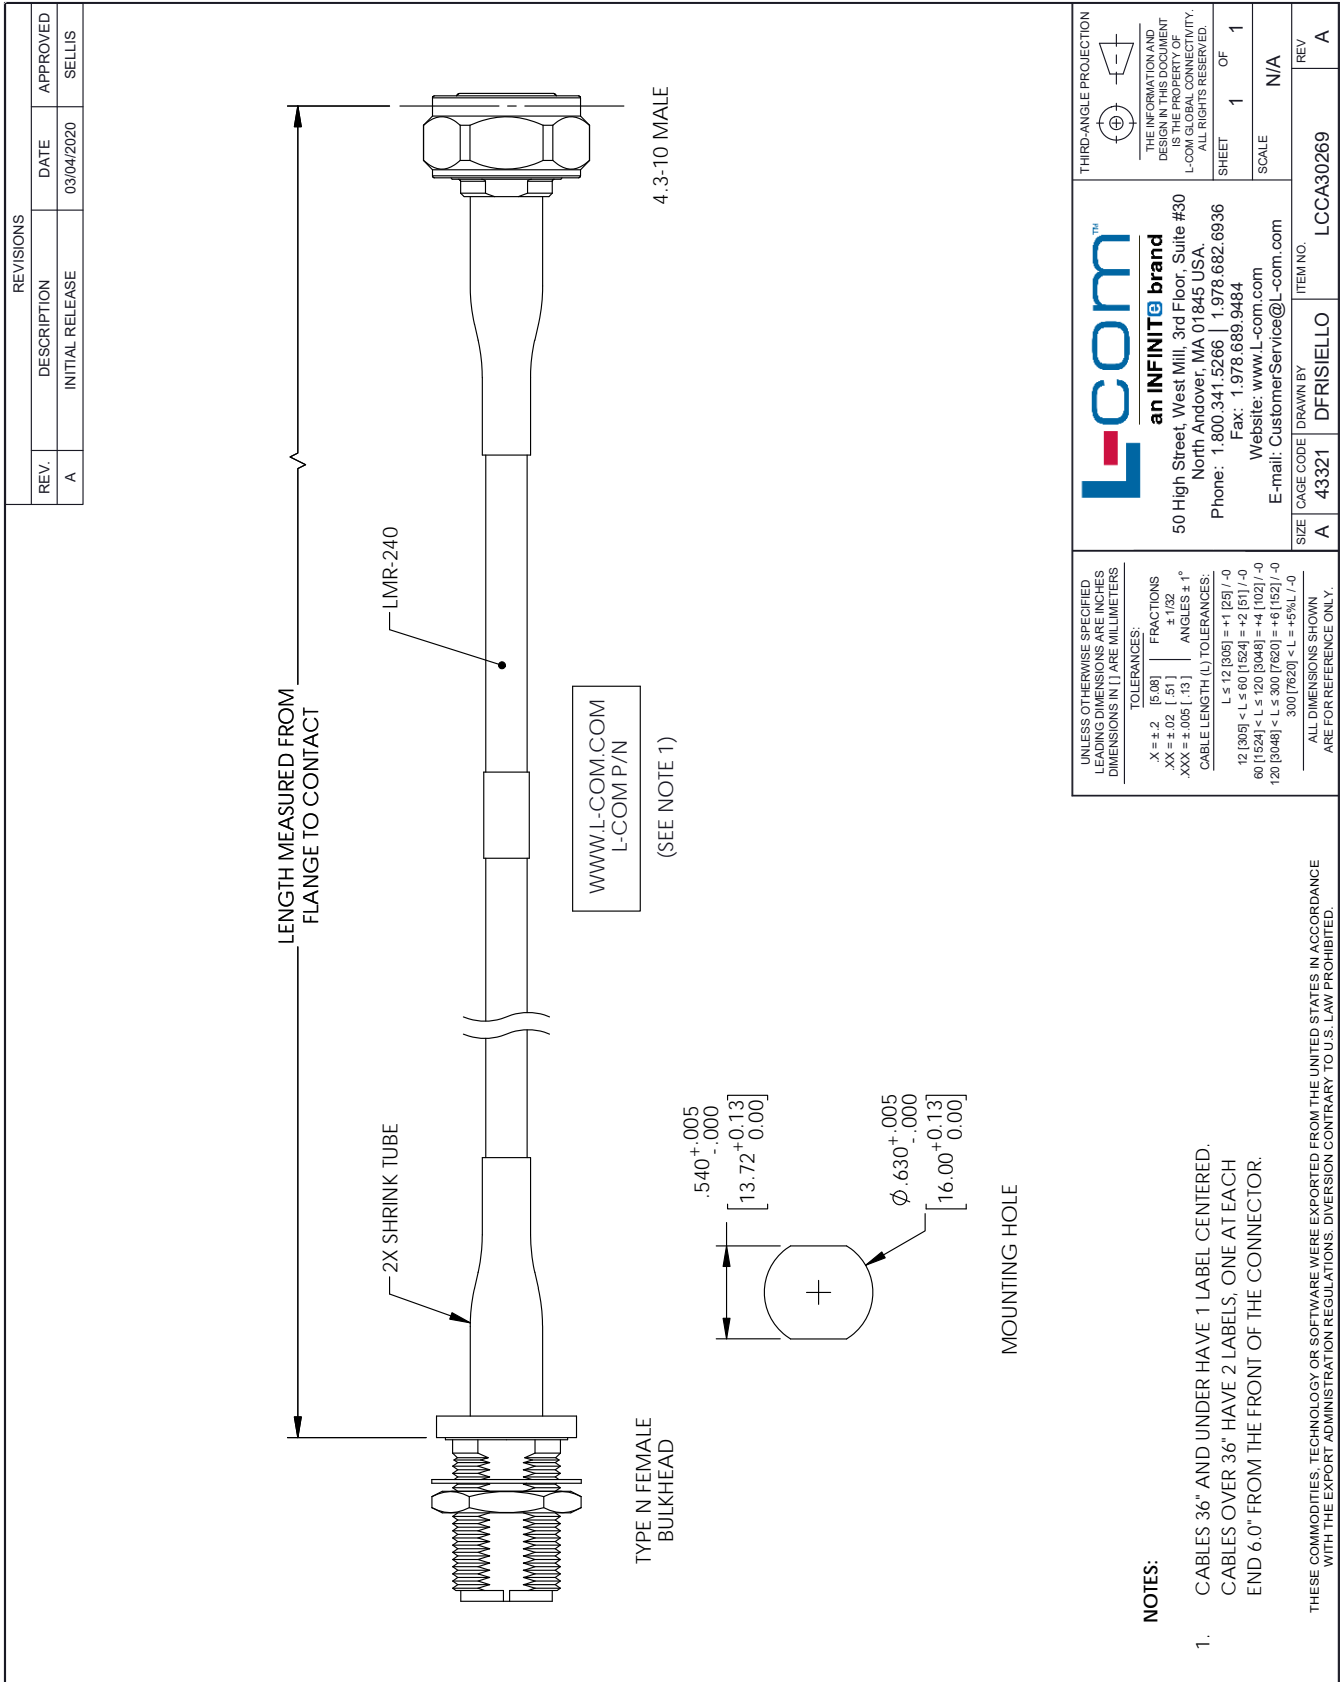 REVISIONS
REV. DESCRIPTION DATE APPROVED
A INITIAL RELEASE 03/04/2020 SELLIS
LENGTH MEASURED FROM
FLANGE TO CONTACT
2X SHRINK TUBE
LMR-240
TYPE N FEMALE
BULKHEAD
4.3-10 MALE
WWW.L-COM.COM
L-COM P/N
(SEE NOTE 1)
.540 +.005
-.000
[13.72 +0.13]
[0.00]
Ø.630 +.005
-.000
[16.00 +0.13]
[0.00]
MOUNTING HOLE
NOTES:
1. CABLES 36" AND UNDER HAVE 1 LABEL CENTERED.
CABLES OVER 36" HAVE 2 LABELS, ONE AT EACH
END 6.0" FROM THE FRONT OF THE CONNECTOR.
THESE COMMODITIES, TECHNOLOGY OR SOFTWARE WERE EXPORTED FROM THE UNITED STATES IN ACCORDANCE
WITH THE EXPORT ADMINISTRATION REGULATIONS. DIVERSION CONTRARY TO U.S. LAW PROHIBITED.
UNLESS OTHERWISE SPECIFIED
LEADING DIMENSIONS ARE INCHES
DIMENSIONS IN [ ] ARE MILLIMETERS
TOLERANCES:
.X = ±.2 [5.08] FRACTIONS
.XX = ±.02 [.51] ± 1/32
.XXX = ±.005 [.13] ANGLES ± 1°
CABLE LENGTH (L) TOLERANCES:
L ≤ 12 [305] = +1 [25] / -0
12 [305] < L ≤ 60 [1524] = +2 [51] / -0
60 [1524] < L ≤ 120 [3048] = +4 [102] / -0
120 [3048] < L ≤ 300 [7620] = +6 [152] / -0
300 [7620] < L = +5%L / -0
ALL DIMENSIONS SHOWN
ARE FOR REFERENCE ONLY.
L-com™
an INFINITe brand
50 High Street, West Mill, 3rd Floor, Suite #30
North Andover, MA 01845 USA.
Phone: 1.800.341.5266 | 1.978.682.6936
Fax: 1.978.689.9484
Website: www.L-com.com
E-mail: CustomerService@L-com.com
THIRD-ANGLE PROJECTION
THE INFORMATION AND
DESIGN IN THIS DOCUMENT
IS THE PROPERTY OF
L-COM GLOBAL CONNECTIVITY.
ALL RIGHTS RESERVED.
SHEET 1 OF 1
SCALE N/A
SIZE A
CAGE CODE 43321
DRAWN BY DFRISIELLO
ITEM NO. LCCA30269
REV A